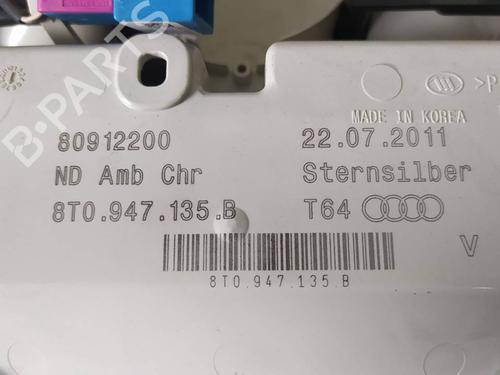 B-PARTS
>P
MADE IN KOREA
80912200 22.07.2011
ND Amb Chr Sternsilber
8T0.947.135.B T64
V
8T0.947.135.B